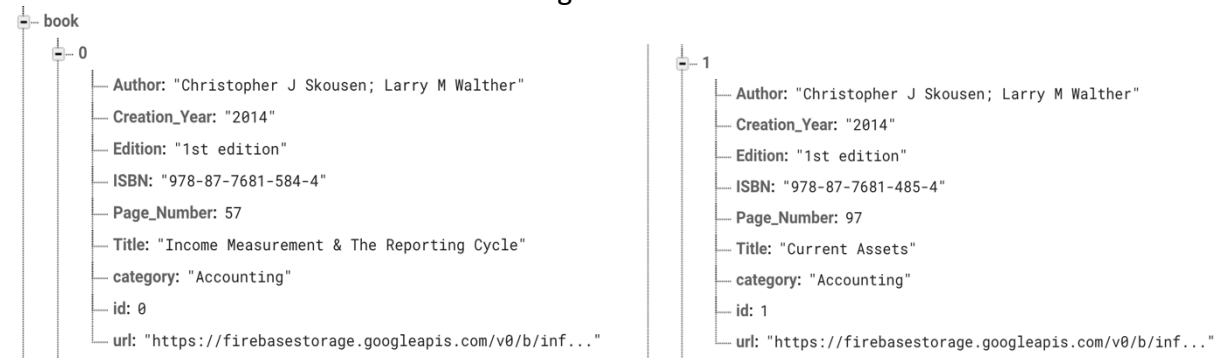 book
0
Author: "Christopher J Skousen; Larry M Walther"
Creation_Year: "2014"
Edition: "1st edition"
ISBN: "978-87-7681-584-4"
Page_Number: 57
Title: "Income Measurement & The Reporting Cycle"
category: "Accounting"
id: 0
url: "https://firebasestorage.googleapis.com/v0/b/inf..."
1
Author: "Christopher J Skousen; Larry M Walther"
Creation_Year: "2014"
Edition: "1st edition"
ISBN: "978-87-7681-485-4"
Page_Number: 97
Title: "Current Assets"
category: "Accounting"
id: 1
url: "https://firebasestorage.googleapis.com/v0/b/inf..."